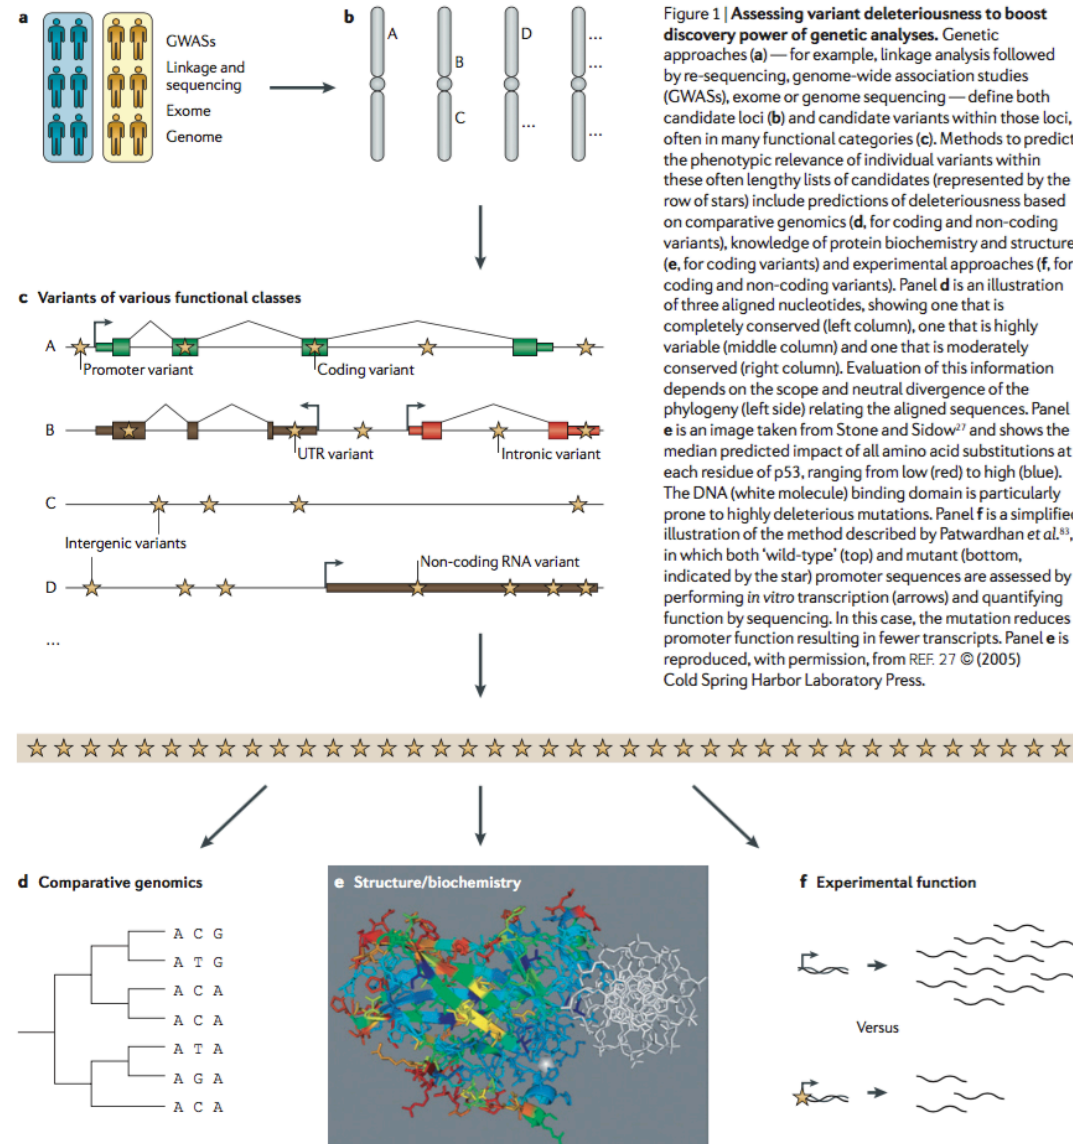 a
GWASs
Linkage and
sequencing
Exome
Genome
b
A
B
C
D
...
...
...
...
Figure 1 | Assessing variant deleteriousness to boost
discovery power of genetic analyses. Genetic
approaches (a) — for example, linkage analysis followed
by re-sequencing, genome-wide association studies
(GWASs), exome or genome sequencing — define both
candidate loci (b) and candidate variants within those loci,
often in many functional categories (c). Methods to predict
the phenotypic relevance of individual variants within
these often lengthy lists of candidates (represented by the
row of stars) include predictions of deleteriousness based
on comparative genomics (d, for coding and non-coding
variants), knowledge of protein biochemistry and structure
(e, for coding variants) and experimental approaches (f, for
coding and non-coding variants). Panel d is an illustration
of three aligned nucleotides, showing one that is
completely conserved (left column), one that is highly
variable (middle column) and one that is moderately
conserved (right column). Evaluation of this information
depends on the scope and neutral divergence of the
phylogeny (left side) relating the aligned sequences. Panel
e is an image taken from Stone and Sidow27 and shows the
median predicted impact of all amino acid substitutions at
each residue of p53, ranging from low (red) to high (blue).
The DNA (white molecule) binding domain is particularly
prone to highly deleterious mutations. Panel f is a simplified
illustration of the method described by Patwardhan et al.83,
in which both 'wild-type' (top) and mutant (bottom,
indicated by the star) promoter sequences are assessed by
performing in vitro transcription (arrows) and quantifying
function by sequencing. In this case, the mutation reduces
promoter function resulting in fewer transcripts. Panel e is
reproduced, with permission, from REF. 27 © (2005)
Cold Spring Harbor Laboratory Press.
c Variants of various functional classes
A
Promoter variant
Coding variant
B
UTR variant
Intronic variant
C
Intergenic variants
Non-coding RNA variant
D
...
d Comparative genomics
A C G
A T G
A C A
A C A
A T A
A G A
A C A
e Structure/biochemistry
f Experimental function
Versus